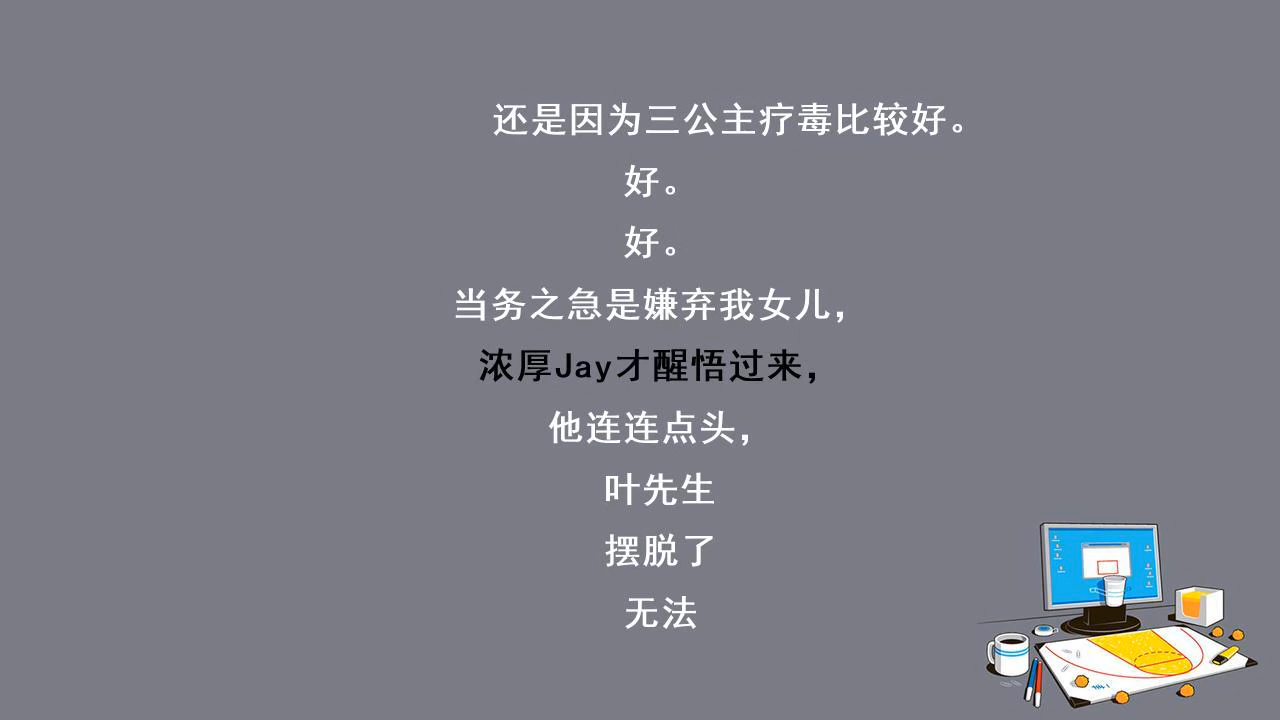 还是因为三公主疗毒比较好。
好。
好。
当务之急是嫌弃我女儿，
浓厚Jay才醒悟过来，
他连连点头，
叶先生
摆脱了
无法